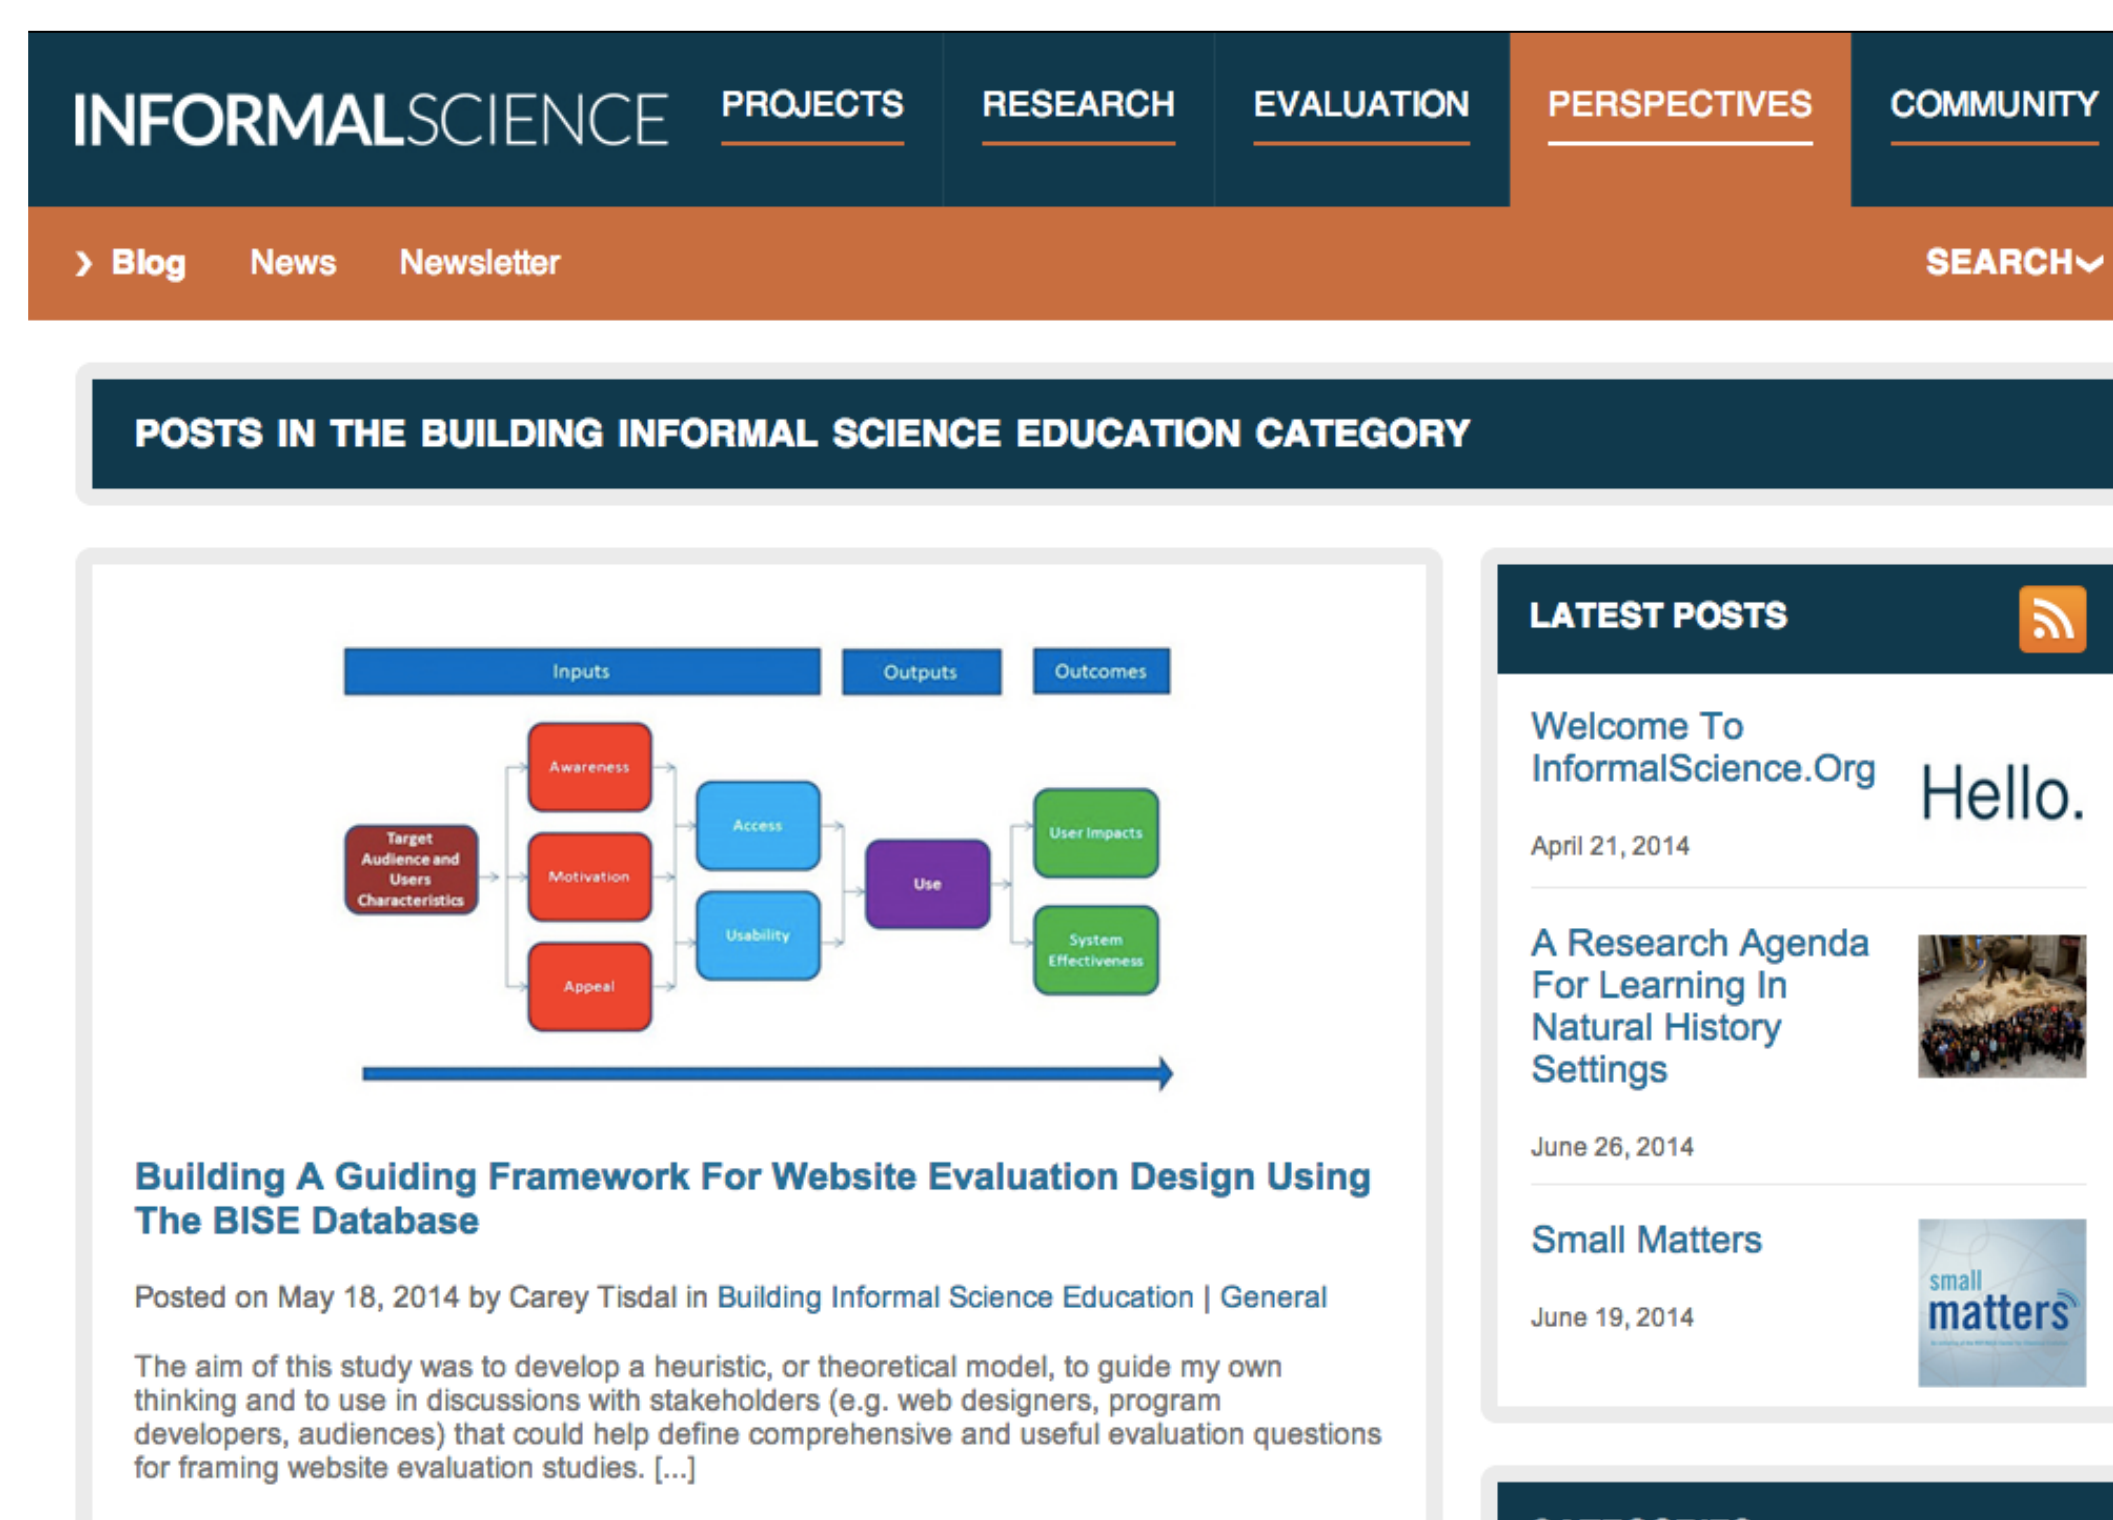 INFORMALSCIENCE
PROJECTS
RESEARCH
EVALUATION
PERSPECTIVES
COMMUNITY
Blog
News
Newsletter
SEARCH
POSTS IN THE BUILDING INFORMAL SCIENCE EDUCATION CATEGORY
Inputs
Outputs
Outcomes
Target
Audience and
Users
Characteristics
Awareness
Motivation
Appeal
Access
Usability
Use
User Impacts
System
Effectiveness
Building A Guiding Framework For Website Evaluation Design Using
The BISE Database
Posted on May 18, 2014 by Carey Tisdal in Building Informal Science Education | General
The aim of this study was to develop a heuristic, or theoretical model, to guide my own
thinking and to use in discussions with stakeholders (e.g. web designers, program
developers, audiences) that could help define comprehensive and useful evaluation questions
for framing website evaluation studies. [...]
LATEST POSTS
Welcome To
InformalScience.Org
Hello.
April 21, 2014
A Research Agenda
For Learning In
Natural History
Settings
June 26, 2014
Small Matters
small
matters
June 19, 2014